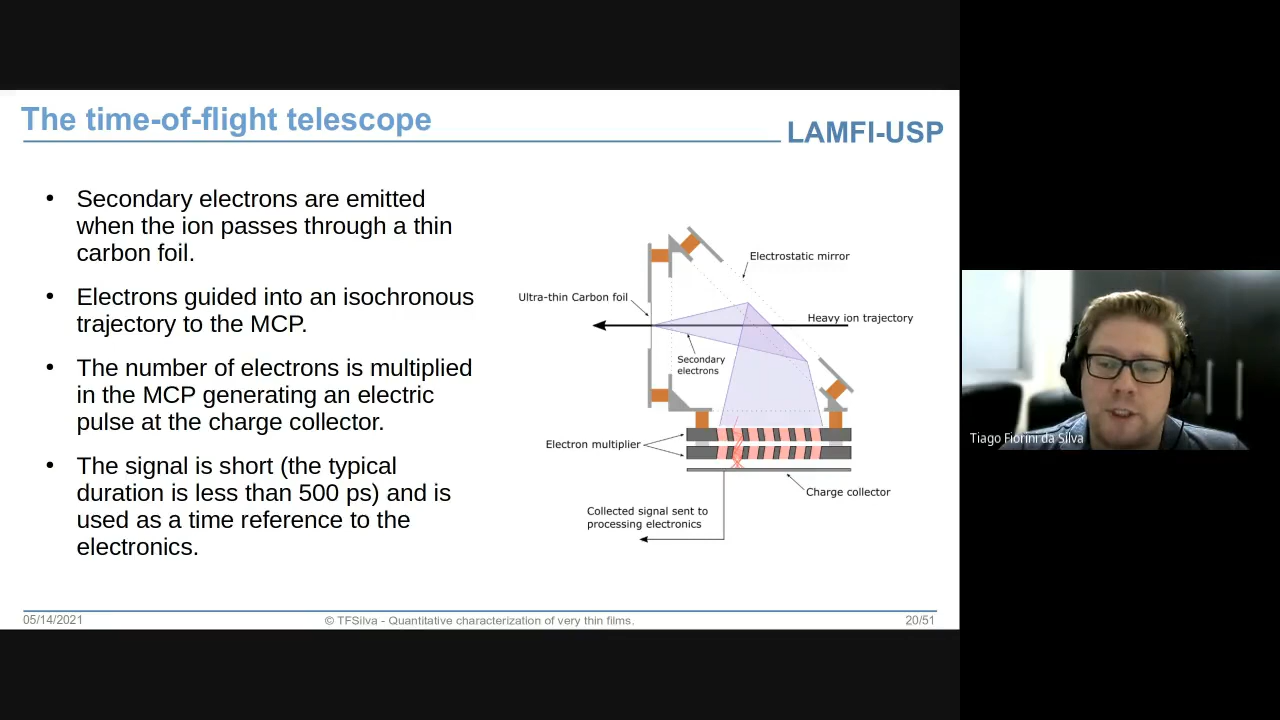 The time-of-flight telescope
LAMFI-USP
• Secondary electrons are emitted
when the ion passes through a thin
carbon foil.
• Electrons guided into an isochronous
trajectory to the MCP.
• The number of electrons is multiplied
in the MCP generating an electric
pulse at the charge collector.
• The signal is short (the typical
duration is less than 500 ps) and is
used as a time reference to the
electronics.
Electrostatic mirror
Ultra-thin Carbon foil
Heavy ion trajectory
Secondary
electrons
Electron multiplier
Charge collector
Collected signal sent to
processing electronics
05/14/2021
© TFSilva - Quantitative characterization of very thin films.
20/51
Tiago Fiorini da Silva